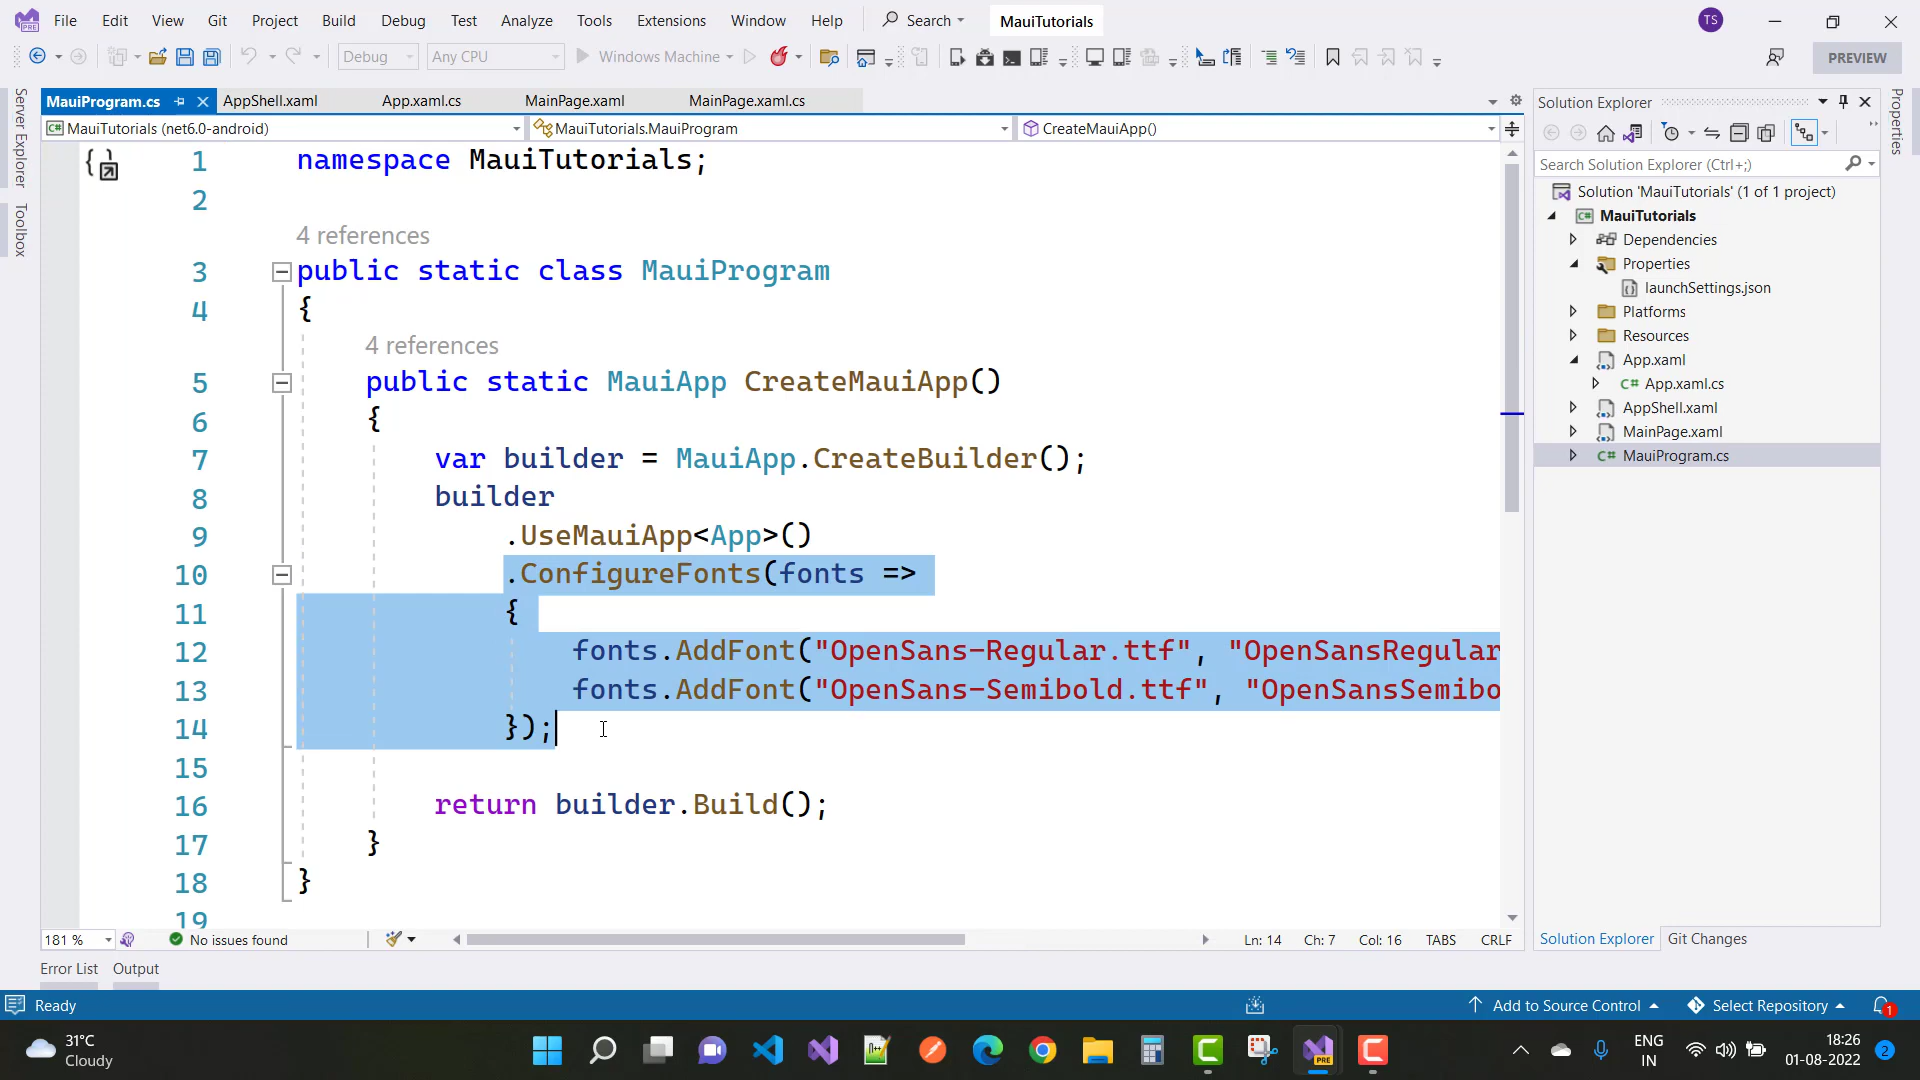 File Edit View Git Project Build Debug Test Analyze Tools Extensions Window Help Search MauiTutorials TS
Debug Any CPU Windows Machine PREVIEW
MauiProgram.cs AppShell.xaml App.xaml.cs MainPage.xaml MainPage.xaml.cs
MauiTutorials (net6.0-android) MauiTutorials.MauiProgram CreateMauiApp()
Server Explorer
Toolbox
1 namespace MauiTutorials;
2
4 references
3 public static class MauiProgram
4 {
4 references
5 public static MauiApp CreateMauiApp()
6 {
7 var builder = MauiApp.CreateBuilder();
8 builder
9 .UseMauiApp<App>()
10 .ConfigureFonts(fonts =>
11 {
12 fonts.AddFont("OpenSans-Regular.ttf", "OpenSansRegular
13 fonts.AddFont("OpenSans-Semibold.ttf", "OpenSansSemibo
14 });
15
16 return builder.Build();
17 }
18 }
19
181 % No issues found Ln: 14 Ch: 7 Col: 16 TABS CRLF
Solution Explorer
Search Solution Explorer (Ctrl+;)
Solution 'MauiTutorials' (1 of 1 project)
C# MauiTutorials
Dependencies
Properties
launchSettings.json
Platforms
Resources
App.xaml
C# App.xaml.cs
AppShell.xaml
MainPage.xaml
C# MauiProgram.cs
Solution Explorer Git Changes
Properties
Error List Output
Ready Add to Source Control Select Repository 1
31°C
Cloudy
PRE
ENG
IN
18:26
01-08-2022
2